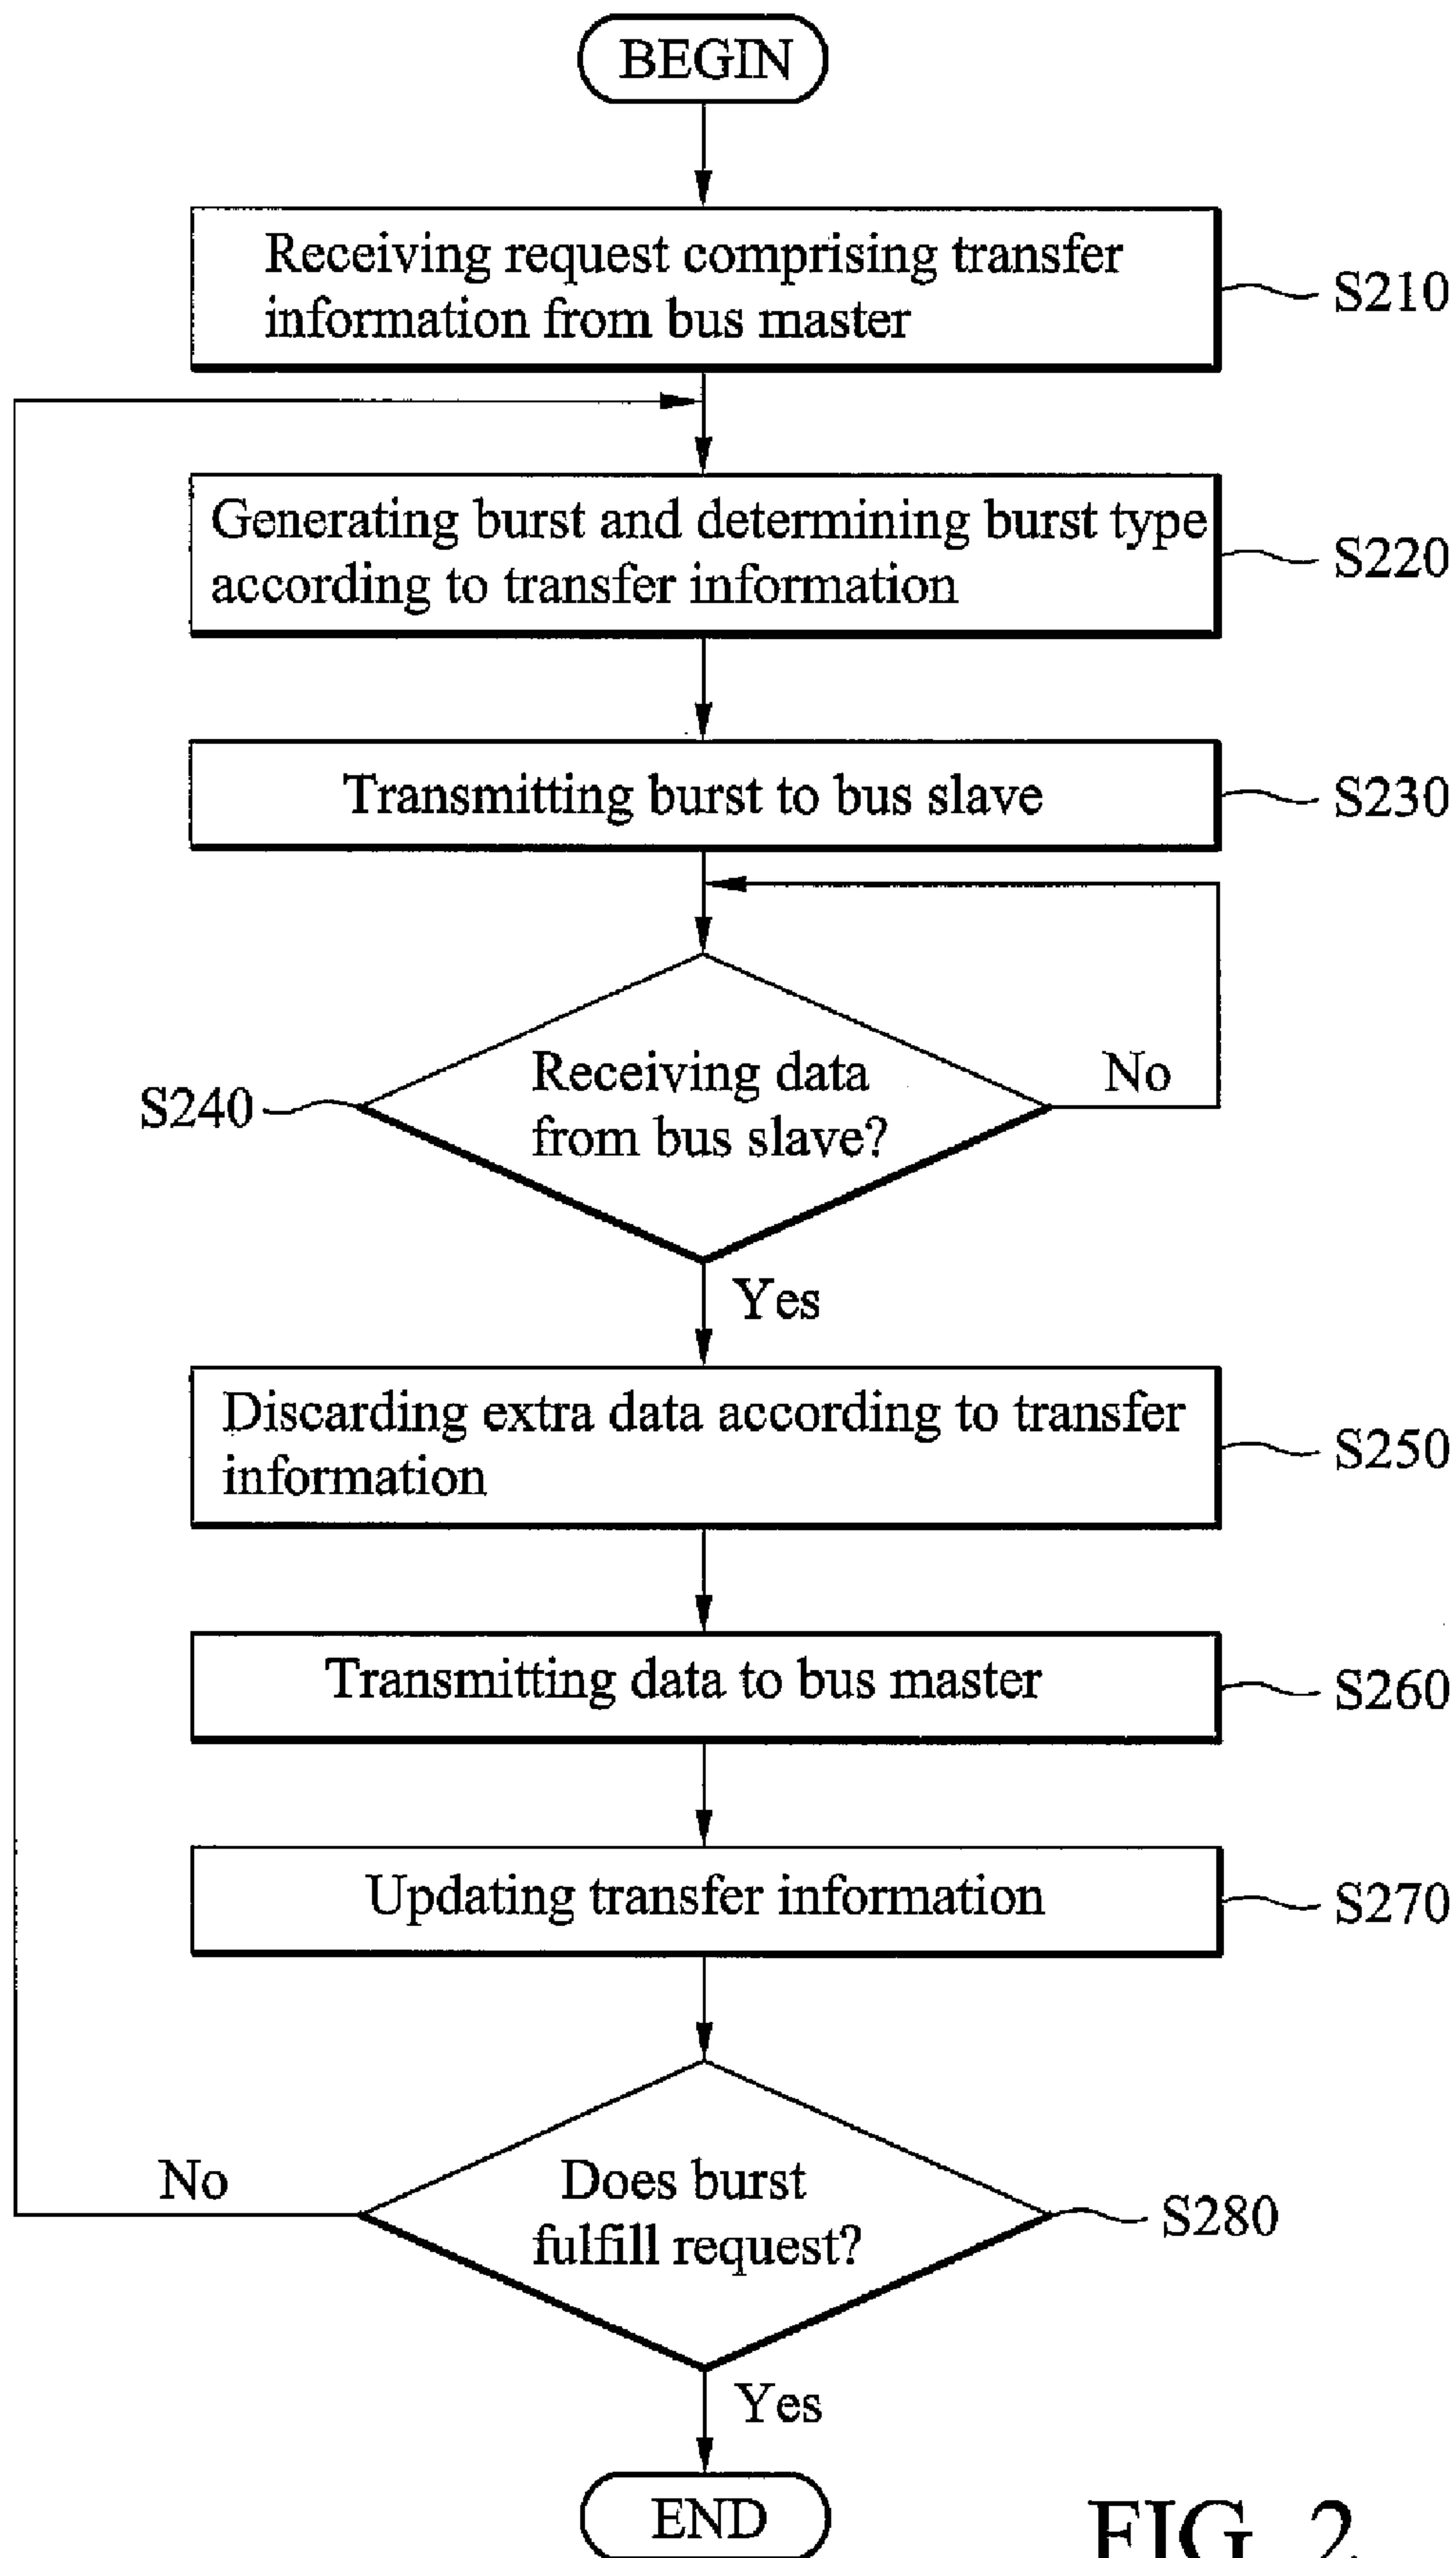 BEGIN
Receiving request comprising transfer
information from bus master
S210
Generating burst and determining burst type
according to transfer information
S220
Transmitting burst to bus slave
S230
Receiving data
from bus slave?
S240
No
Yes
Discarding extra data according to transfer
information
S250
Transmitting data to bus master
S260
Updating transfer information
S270
Does burst
fulfill request?
No
S280
Yes
END
FIG. 2